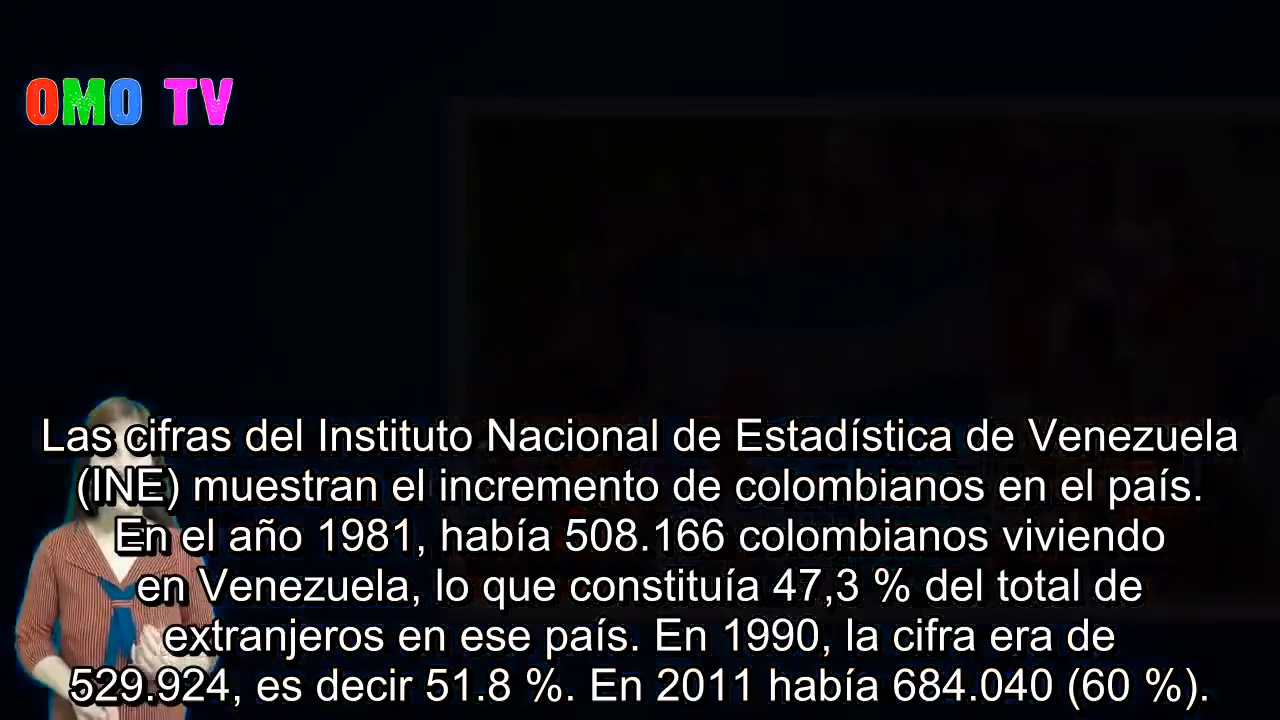 OMO TV
Las cifras del Instituto Nacional de Estadística de Venezuela
(INE) muestran el incremento de colombianos en el país.
En el año 1981, había 508.166 colombianos viviendo
en Venezuela, lo que constituía 47,3 % del total de
extranjeros en ese país. En 1990, la cifra era de
529.924, es decir 51.8 %. En 2011 había 684.040 (60 %).